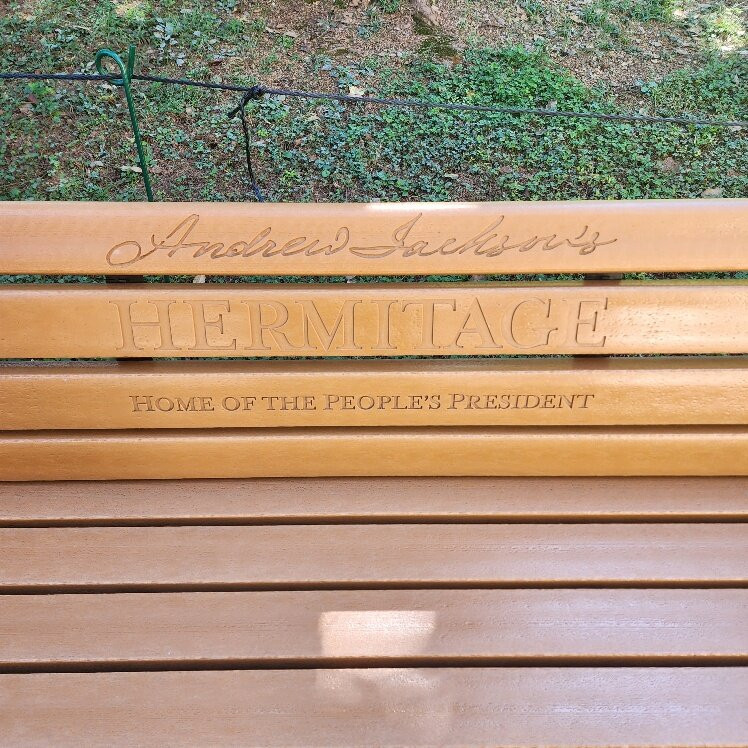 Andrew Jackson's
HERMITAGE
HOME OF THE PEOPLE'S PRESIDENT